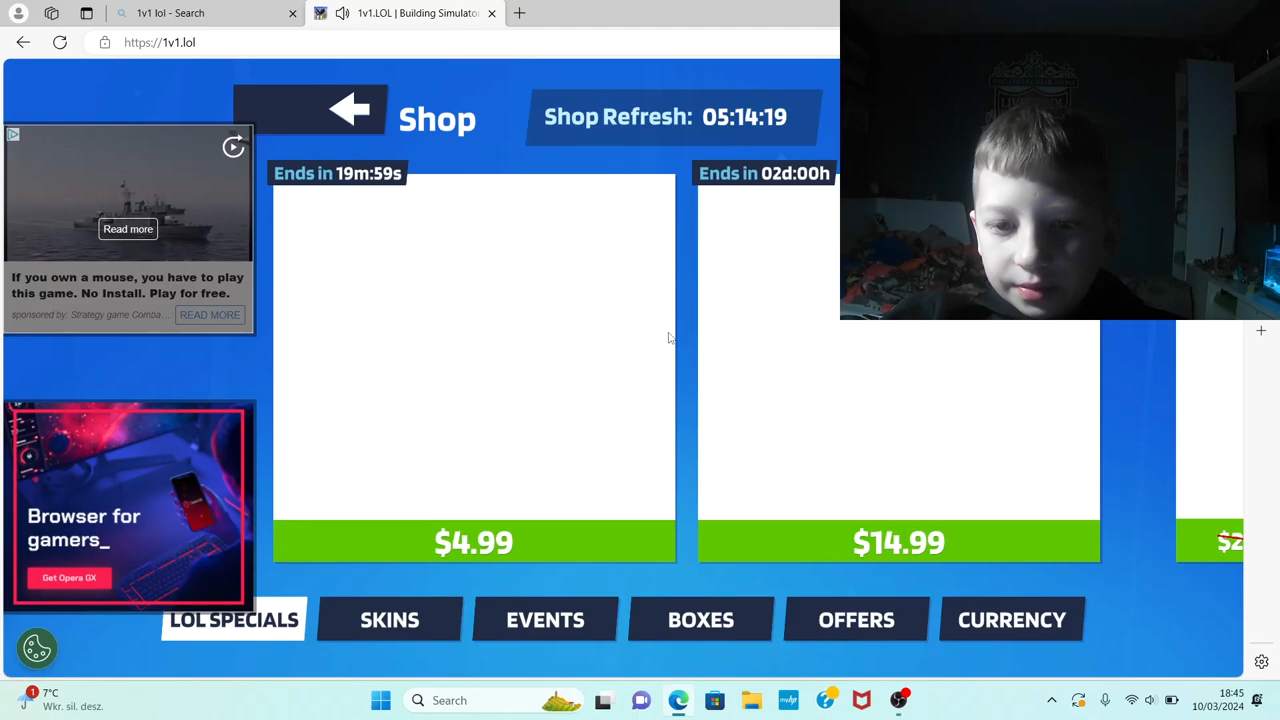 1v1 lol - Search
1v1.LOL | Building Simulato
https://1v1.lol
Shop
Shop Refresh: 05:14:19
Ends in 19m:59s
Ends in 02d:00h
Read more
If you own a mouse, you have to play
this game. No Install. Play for free.
sponsored by: Strategy game Comba...
READ MORE
Browser for
gamers_
Get Opera GX
$4.99
$14.99
$2
LOL SPECIALS
SKINS
EVENTS
BOXES
OFFERS
CURRENCY
1
7°C
Wkr. sil. desz.
Search
18:45
10/03/2024